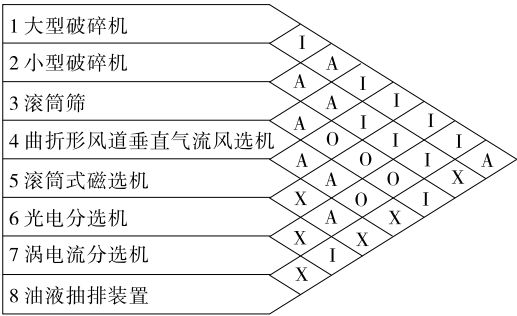 1 大型破碎机
2 小型破碎机
3 滚筒筛
4 曲折形风道垂直气流风选机
5 滚筒式磁选机
6 光电分选机
7 涡电流分选机
8 油液抽排装置
I
A
A I
A I
A I I
O I I
A O I A
A O X
X O I
A X
X X
I
X